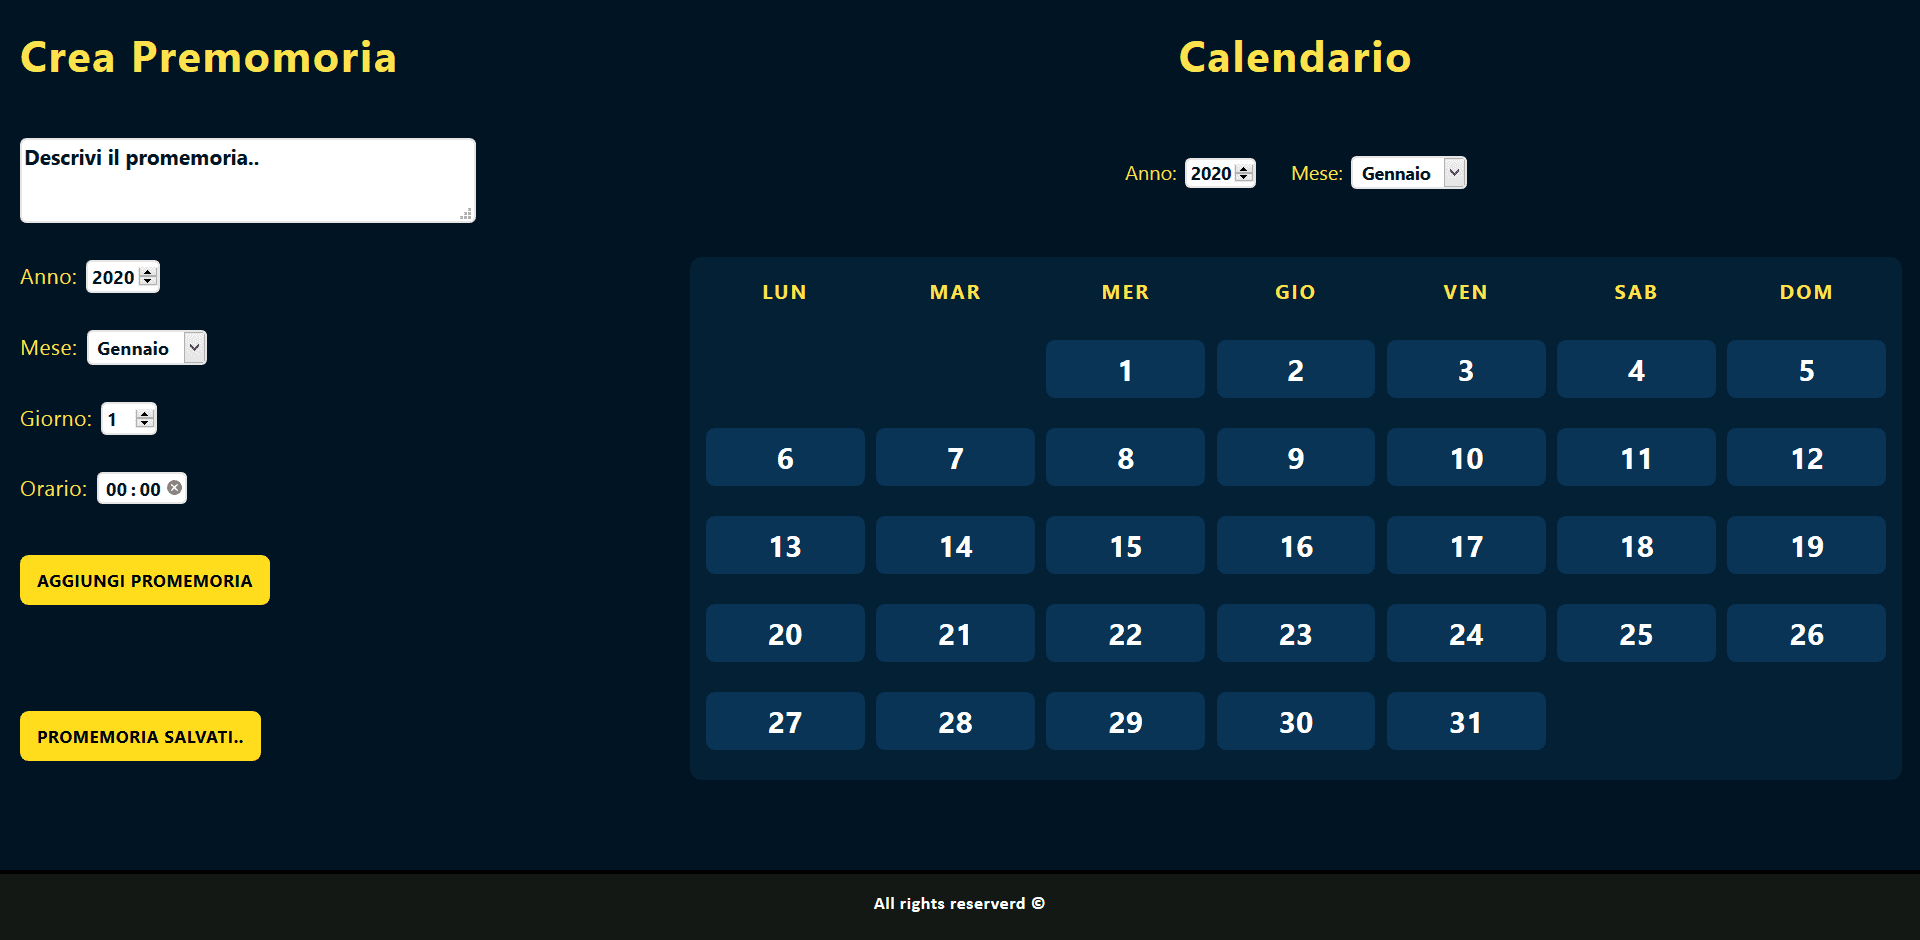 Crea Premomoria
Descrivi il promemoria..
Anno: 2020
Mese: Gennaio
Giorno: 1
Orario: 00:00
AGGIUNGI PROMEMORIA
PROMEMORIA SALVATI..
Calendario
Anno: 2020 Mese: Gennaio
LUN MAR MER GIO VEN SAB DOM
1 2 3 4 5
6 7 8 9 10 11 12
13 14 15 16 17 18 19
20 21 22 23 24 25 26
27 28 29 30 31
All rights reserverd ©